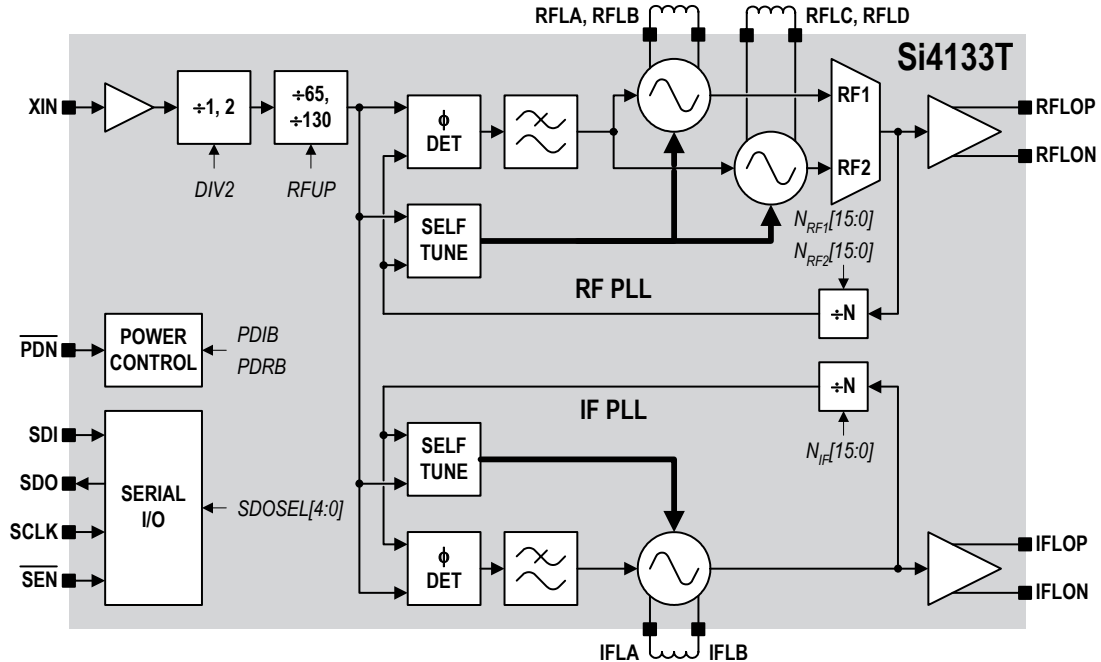 RFLA, RFLB
RFLC, RFLD
Si4133T
XIN
÷1, 2
÷65,
÷130
ϕ
DET
RF1
RF2
RFLOP
RFLON
DIV2
RFUP
SELF
TUNE
N_RF1[15:0]
N_RF2[15:0]
RF PLL
÷N
PDN
POWER
CONTROL
PDIB
PDRB
÷N
IF PLL
N_IF[15:0]
SDI
SDO
SCLK
SEN
SERIAL
I/O
SDOSEL[4:0]
SELF
TUNE
ϕ
DET
IFLOP
IFLON
IFLA
IFLB